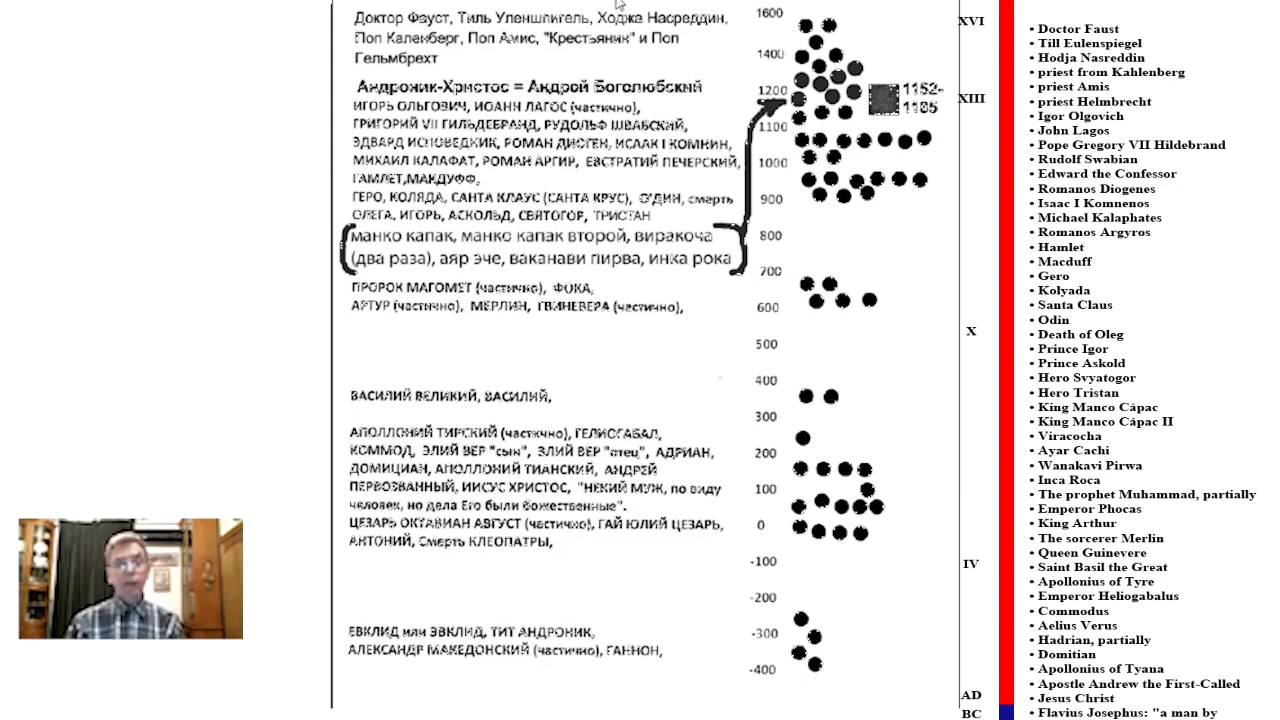 Доктор Фауст, Тиль Уленшпигель, Ходжа Насреддин,
Поп Каленберг, Поп Амис, "Крестьяник" и Поп
Гельмбрехт
Андроник-Христос = Андрей Боголюбский
ИГОРЬ ОЛЬГОВИЧ, ИОАНН ЛАГОС (частично),
ГРИГОРИЙ VII ГИЛЬДЕБРАНД, РУДОЛЬФ ШВАБСКИЙ,
ЭДВАРД ИСПОВЕДНИК, РОМАН ДИОГЕН, ИСААК I КОМНИН,
МИХАИЛ КАЛАФАТ, РОМАН АРГИР, ЕВСТРАТИЙ ПЕЧЕРСКИЙ,
ГАМЛЕТ,МАКДУФФ,
ГЕРО, КОЛЯДА, САНТА КЛАУС (САНТА КРУС), ОДИН, смерть
ОЛЕГА, ИГОРЬ, АСКОЛЬД, СВЯТОГОР, ТРИСТАН
манко капак, манко капак второй, виракоча
(два раза), аяр эче, ваканави пирва, инка рока
ПРОРОК МАГОМЕТ (частично), ФОКА,
АРТУР (частично), МЕРЛИН, ГВИНЕВЕРА (частично),
ВАСИЛИЙ ВЕЛИКИЙ, ВАСИЛИЙ,
АПОЛЛОНИЙ ТИРСКИЙ (частично), ГЕЛИОГАБАЛ,
КОММОД, ЭЛИЙ ВЕР "сын", ЭЛИЙ ВЕР "отец", АДРИАН,
ДОМИЦИАН, АПОЛЛОНИЙ ТИАНСКИЙ, АНДРЕЙ
ПЕРВОЗВАННЫЙ, ИИСУС ХРИСТОС, "НЕКИЙ МУЖ, по виду
человек, но дела Его были божественные".
ЦЕЗАРЬ ОКТАВИАН АВГУСТ (частично), ГАЙ ЮЛИЙ ЦЕЗАРЬ,
АНТОНИЙ, Смерть КЛЕОПАТРЫ,
ЕВКЛИД или ЭВКЛИД, ТИТ АНДРОНИК,
АЛЕКСАНДР МАКЕДОНСКИЙ (частично), ГАННОН,
1600
1400
1200
1100
1000
900
800
700
600
500
400
300
200
100
0
-100
-200
-300
-400
1152-
1185
XVI
XIII
X
IV
AD
BC
• Doctor Faust
• Till Eulenspiegel
• Hodja Nasreddin
• priest from Kahlenberg
• priest Amis
• priest Helmbrecht
• Igor Olgovich
• John Lagos
• Pope Gregory VII Hildebrand
• Rudolf Swabian
• Edward the Confessor
• Romanos Diogenes
• Isaac I Komnenos
• Michael Kalaphates
• Romanos Argyros
• Hamlet
• Macduff
• Gero
• Kolyada
• Santa Claus
• Odin
• Death of Oleg
• Prince Igor
• Prince Askold
• Hero Svyatogor
• Hero Tristan
• King Manco Cápac
• King Manco Cápac II
• Viracocha
• Ayar Cachi
• Wanakavi Pirwa
• Inca Roca
• The prophet Muhammad, partially
• Emperor Phocas
• King Arthur
• The sorcerer Merlin
• Queen Guinevere
• Saint Basil the Great
• Apollonius of Tyre
• Emperor Heliogabalus
• Commodus
• Aelius Verus
• Hadrian, partially
• Domitian
• Apollonius of Tyana
• Apostle Andrew the First-Called
• Jesus Christ
• Flavius Josephus: "a man by